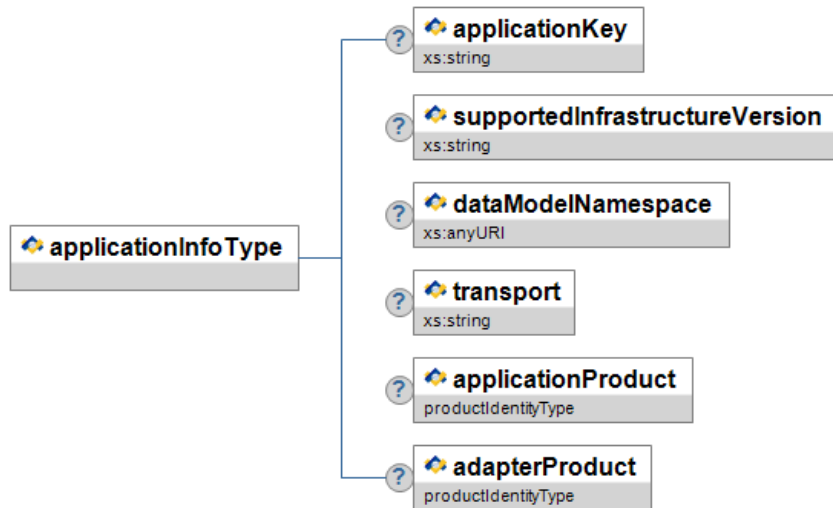 ?
applicationKey
xs:string
?
supportedInfrastructureVersion
xs:string
?
dataModelNamespace
xs:anyURI
applicationInfoType
?
transport
xs:string
?
applicationProduct
productIdentityType
?
adapterProduct
productIdentityType